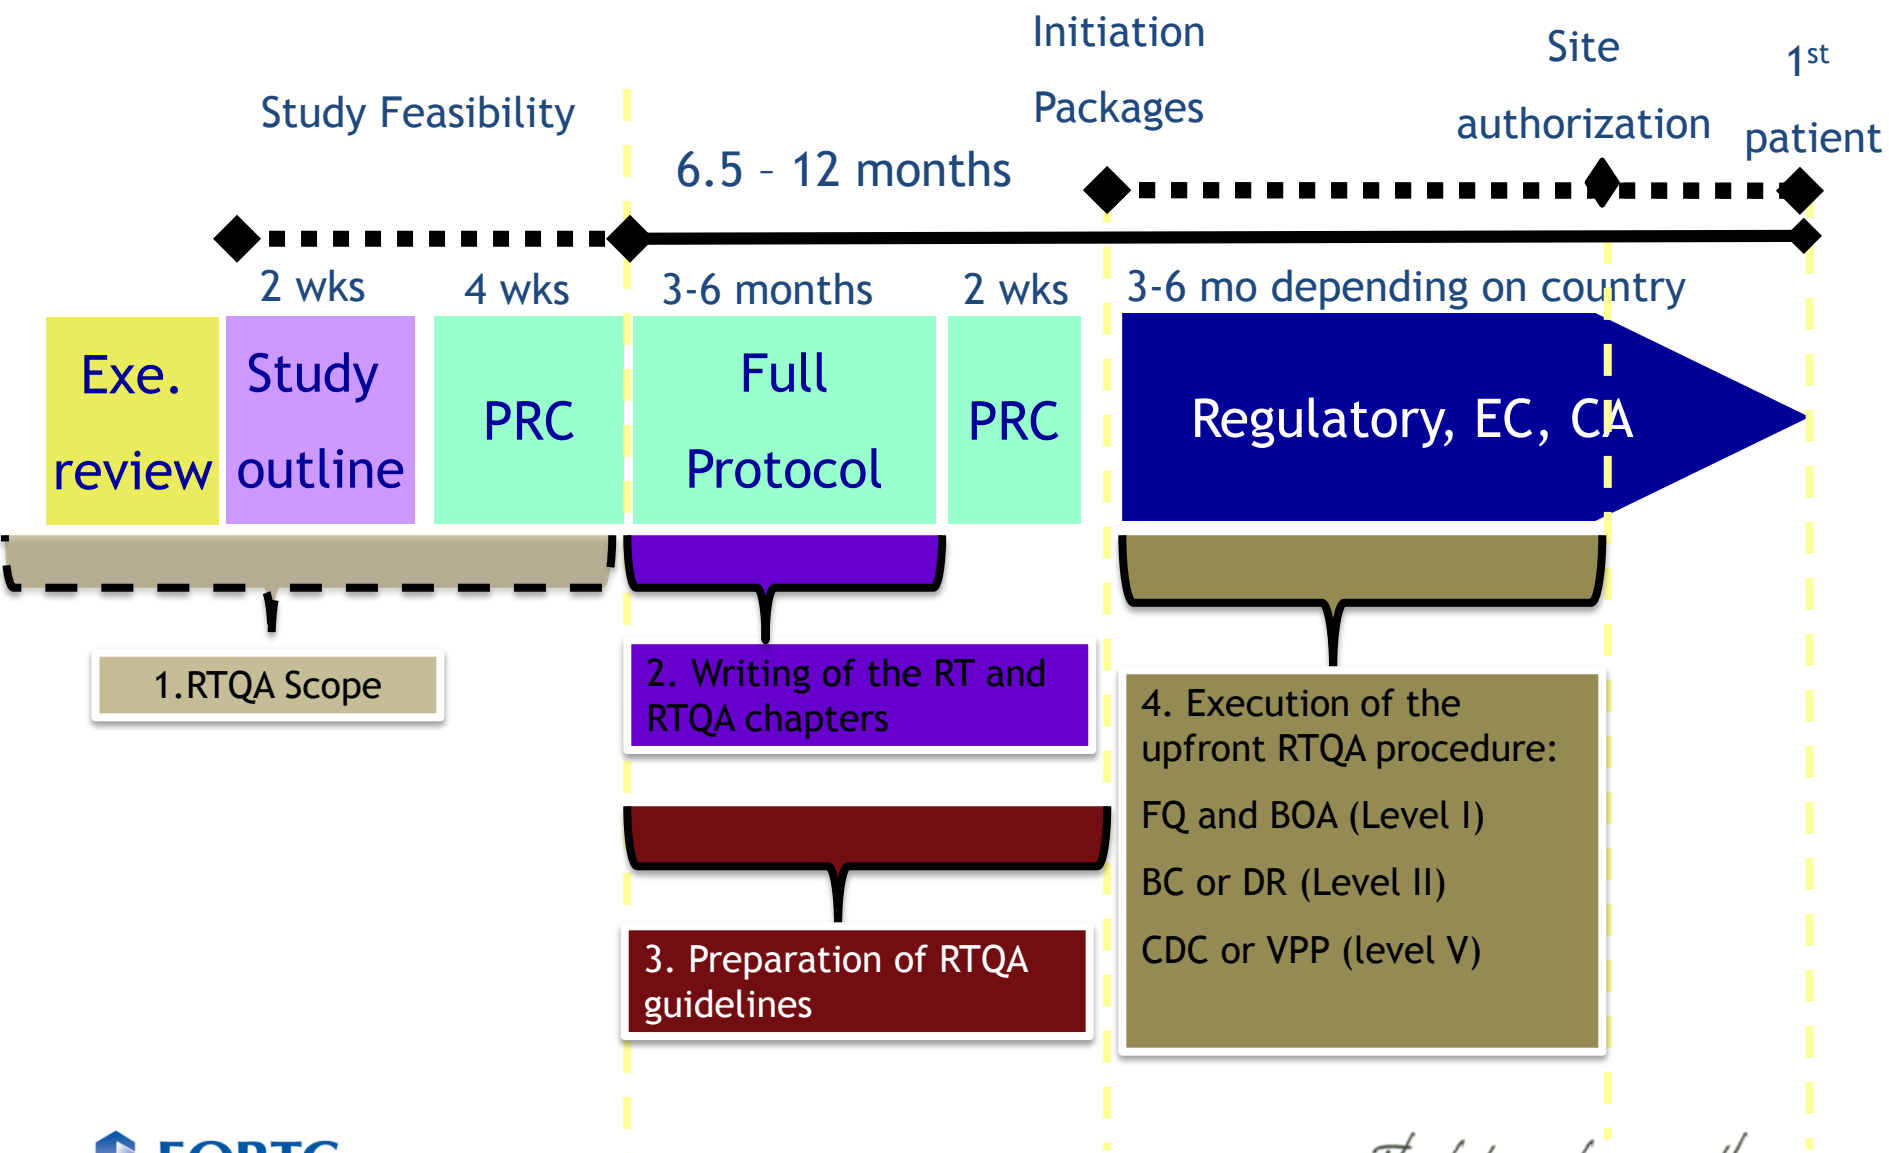 Initiation
Packages
Site
authorization
1st
patient
Study Feasibility
6.5 – 12 months
2 wks
4 wks
3-6 months
2 wks
3-6 mo depending on country
Exe.
review
Study
outline
PRC
Full
Protocol
PRC
Regulatory, EC, CA
1.RTQA Scope
2. Writing of the RT and
RTQA chapters
3. Preparation of RTQA
guidelines
4. Execution of the
upfront RTQA procedure:
FQ and BOA (Level I)
BC or DR (Level II)
CDC or VPP (level V)
EORTC